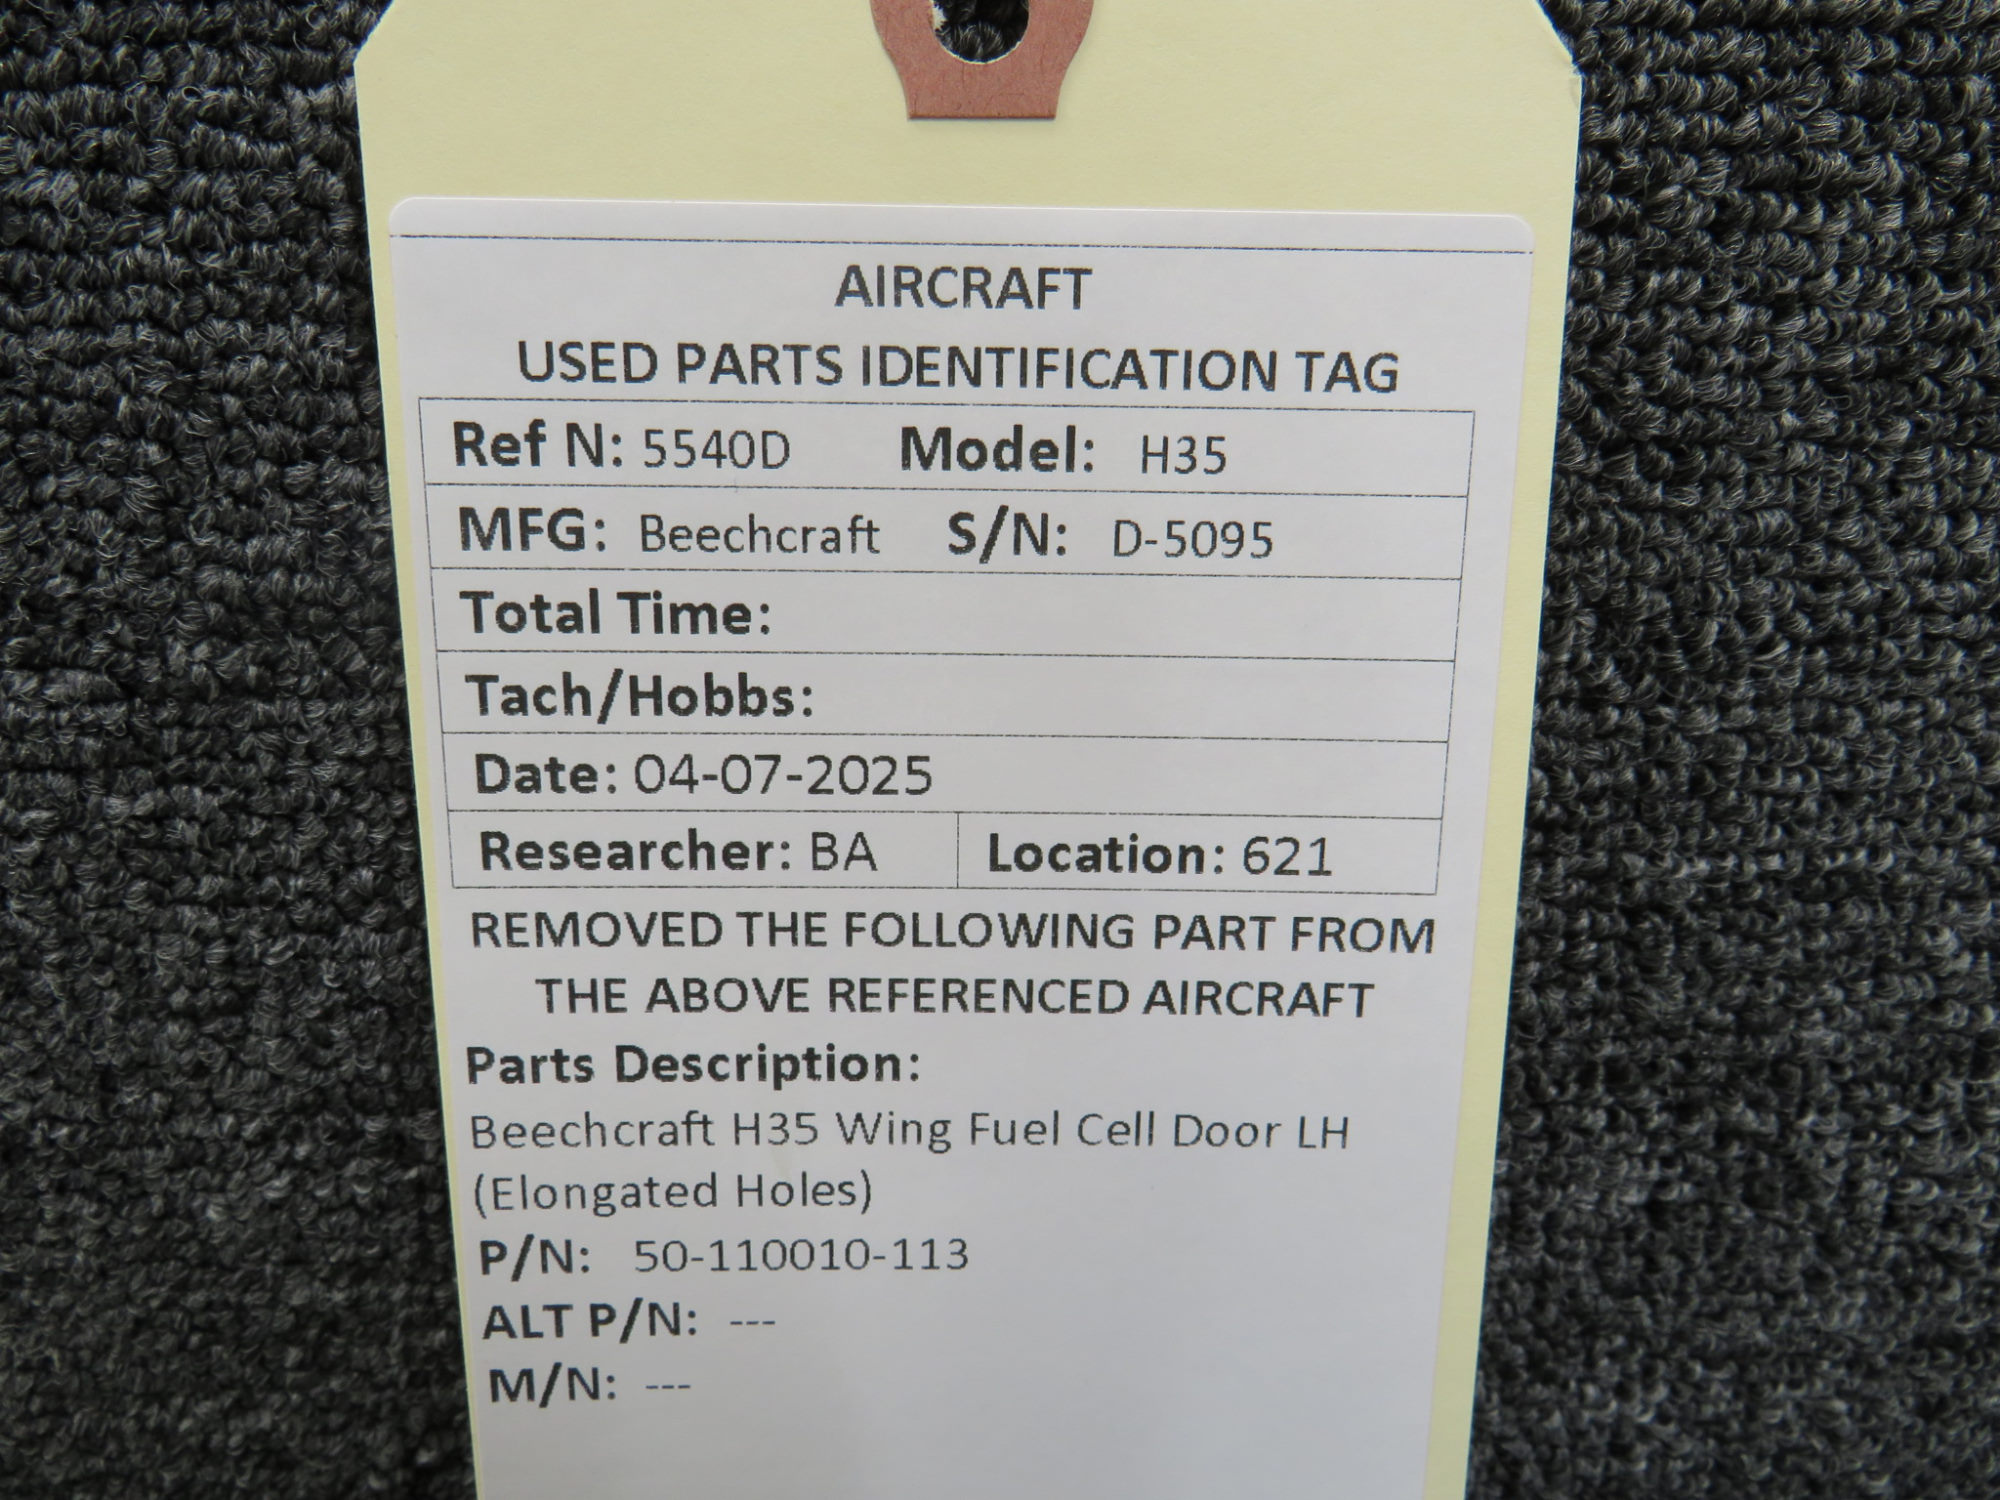 AIRCRAFT
USED PARTS IDENTIFICATION TAG
Ref N: 5540D Model: H35
MFG: Beechcraft S/N: D-5095
Total Time:
Tach/Hobbs:
Date: 04-07-2025
Researcher: BA Location: 621
REMOVED THE FOLLOWING PART FROM
THE ABOVE REFERENCED AIRCRAFT
Parts Description:
Beechcraft H35 Wing Fuel Cell Door LH
(Elongated Holes)
P/N: 50-110010-113
ALT P/N: ---
M/N: ---